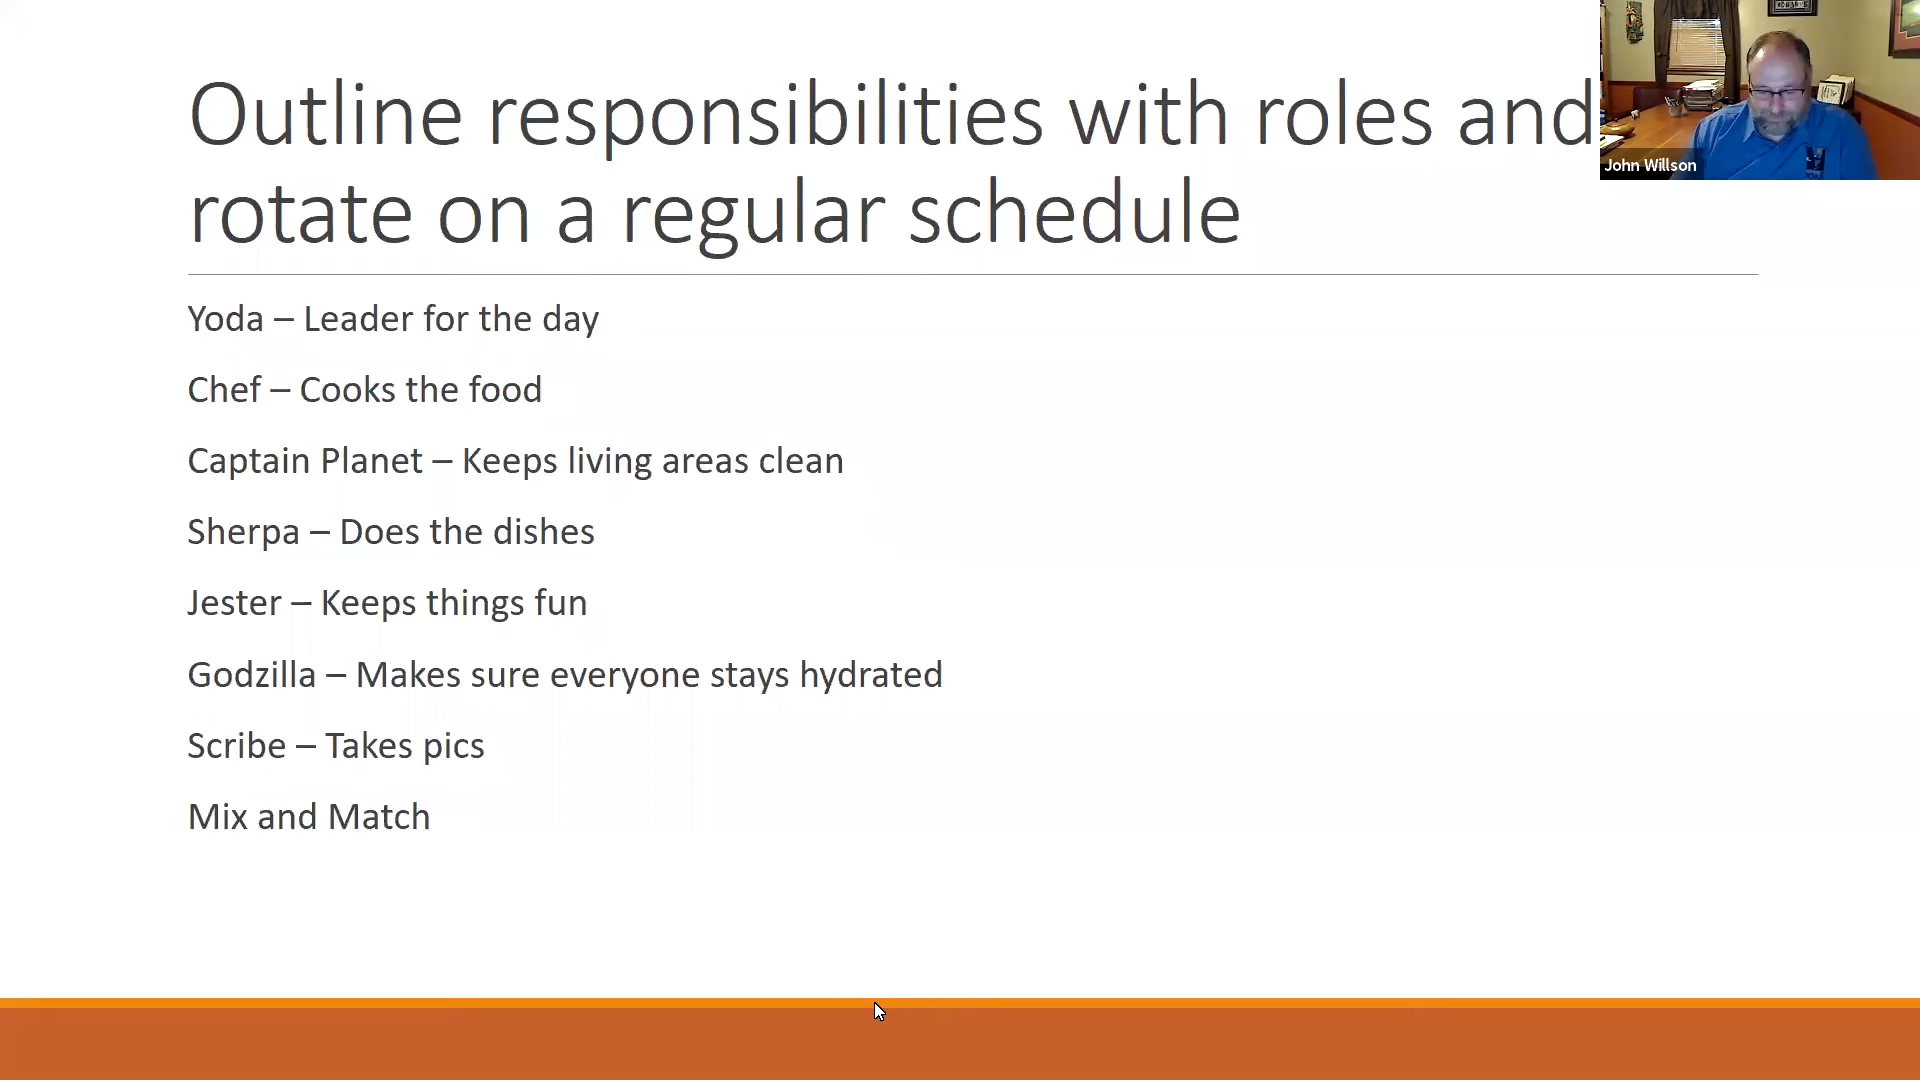 Outline responsibilities with roles and
rotate on a regular schedule
Yoda – Leader for the day
Chef – Cooks the food
Captain Planet – Keeps living areas clean
Sherpa – Does the dishes
Jester – Keeps things fun
Godzilla – Makes sure everyone stays hydrated
Scribe – Takes pics
Mix and Match
John Willson